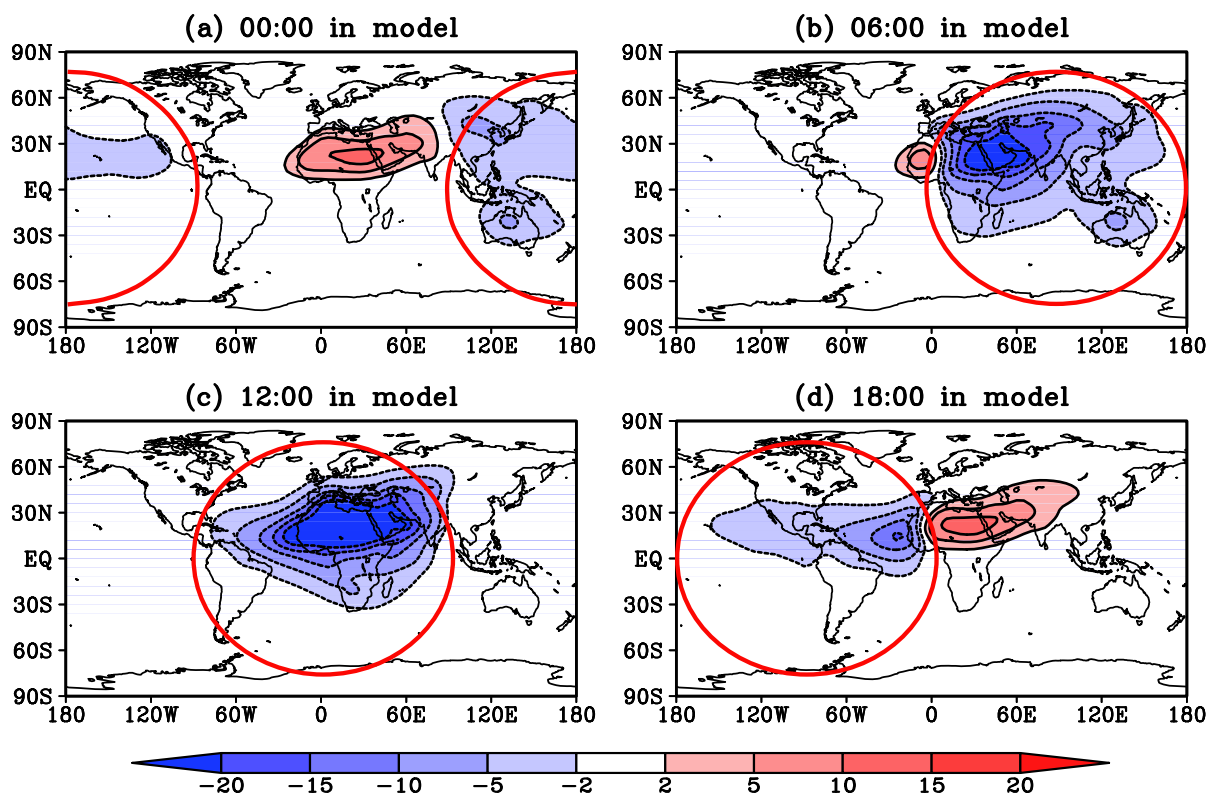 (a) 00:00 in model
(b) 06:00 in model
90N
60N
30N
EQ
30S
60S
90S
180 120W 60W 0 60E 120E 180
90N
60N
30N
EQ
30S
60S
90S
180 120W 60W 0 60E 120E 180
(c) 12:00 in model
(d) 18:00 in model
90N
60N
30N
EQ
30S
60S
90S
180 120W 60W 0 60E 120E 180
90N
60N
30N
EQ
30S
60S
90S
180 120W 60W 0 60E 120E 180
−20 −15 −10 −5 −2 2 5 10 15 20